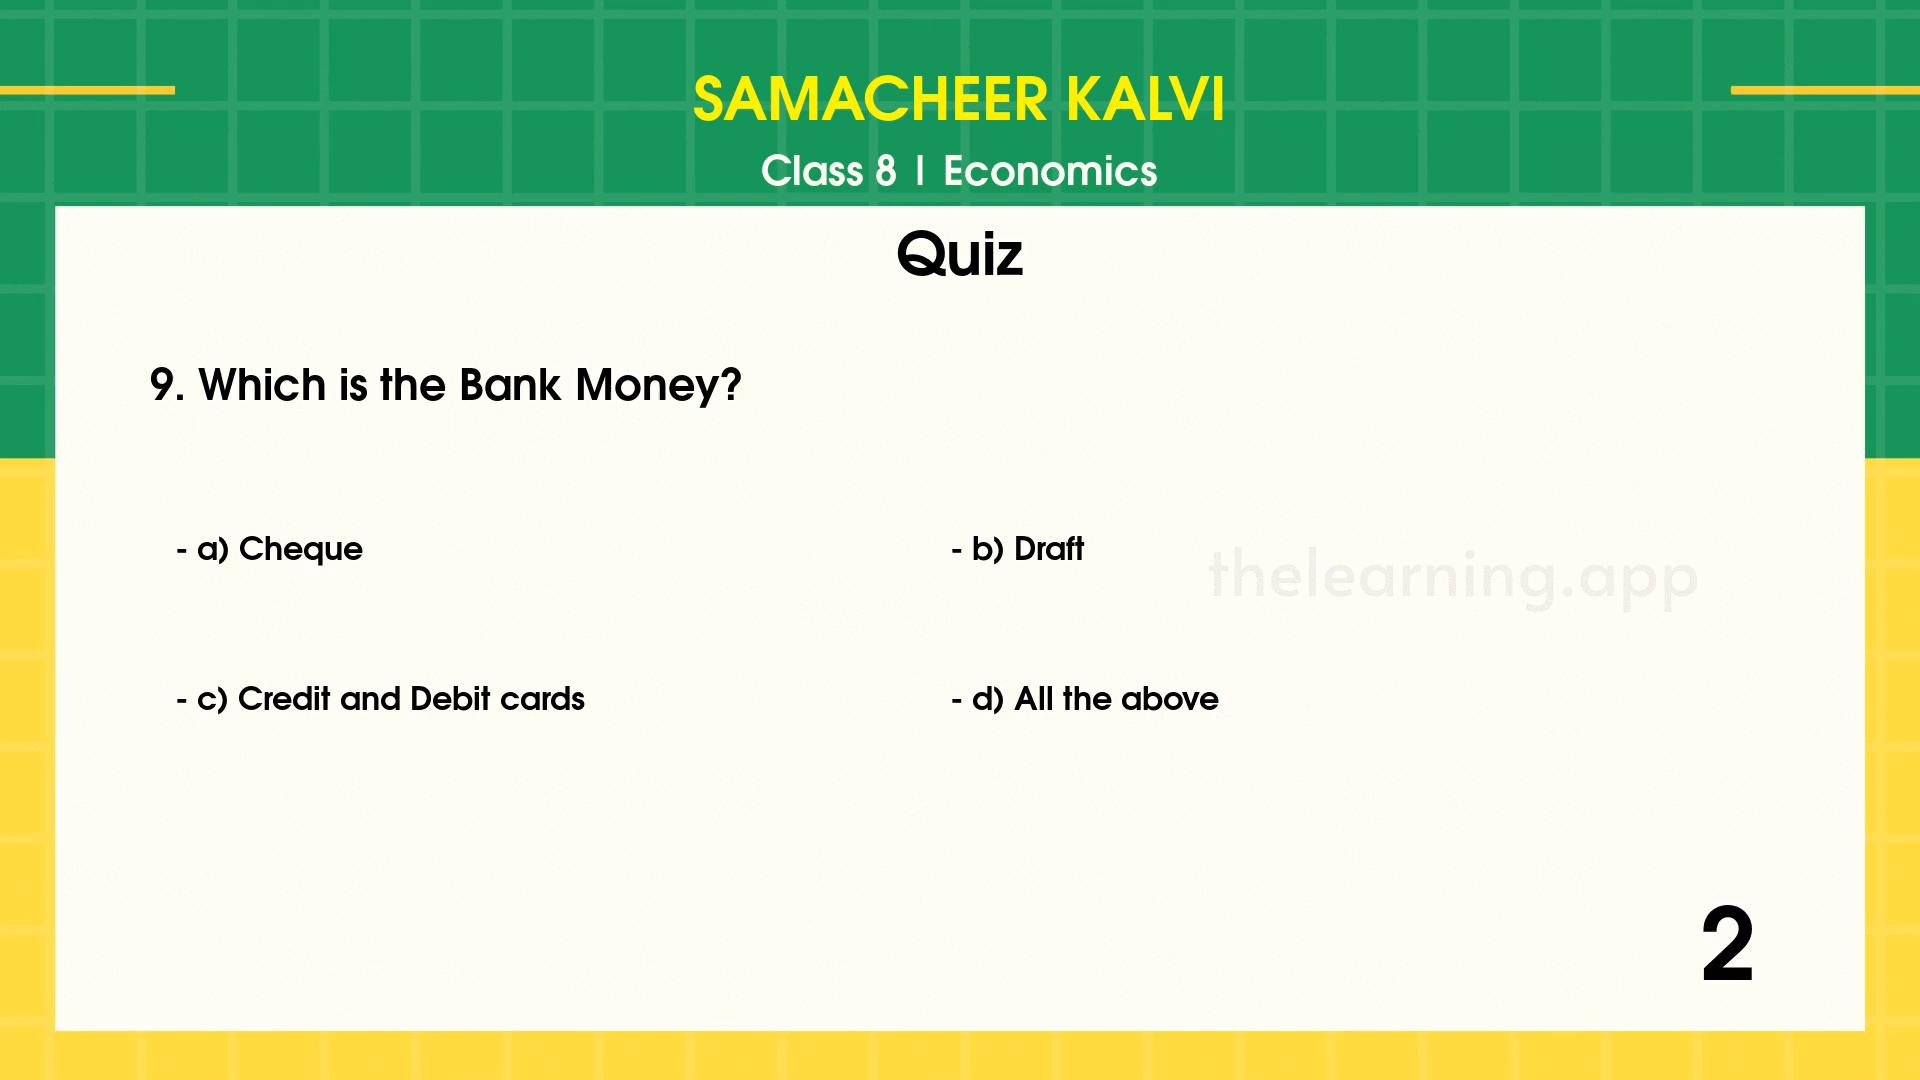 SAMACHEER KALVI
Class 8 | Economics
Quiz
9. Which is the Bank Money?
- a) Cheque
- b) Draft
thelearning.app
- c) Credit and Debit cards
- d) All the above
2